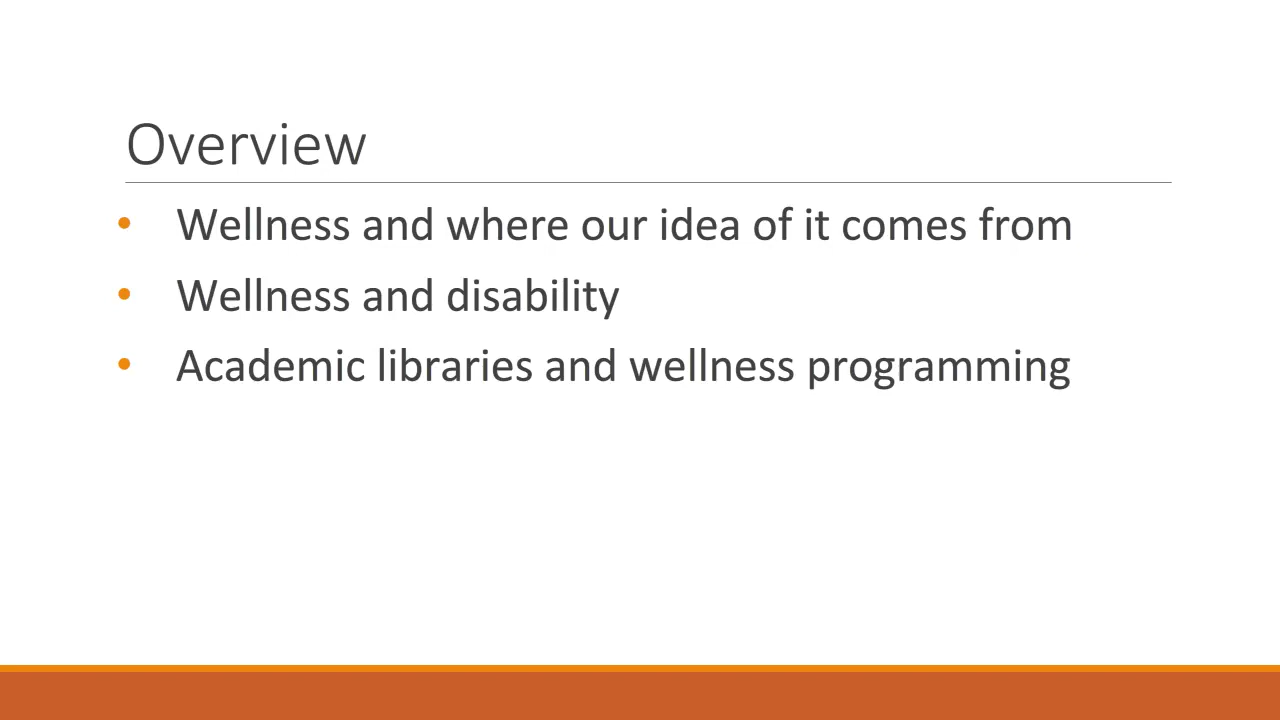 Overview
• Wellness and where our idea of it comes from
• Wellness and disability
• Academic libraries and wellness programming